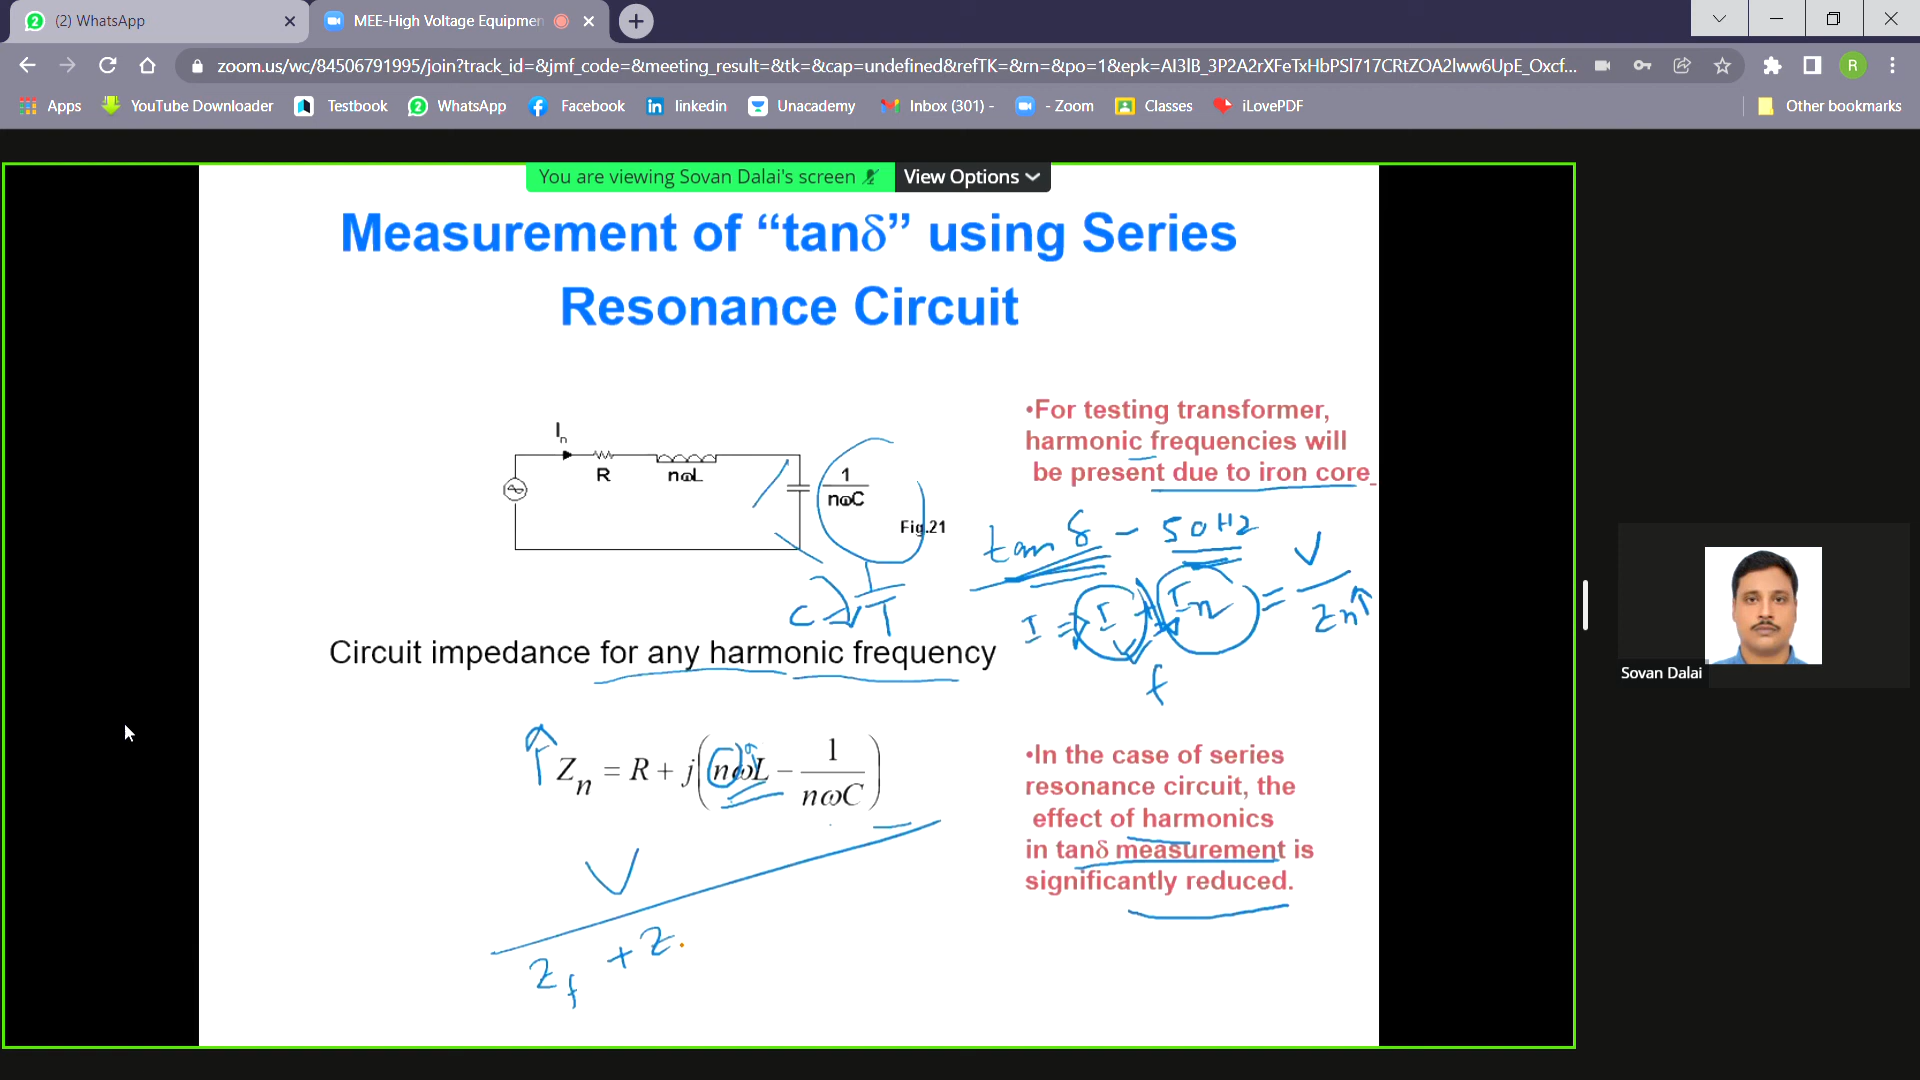 (2) WhatsApp
MEE-High Voltage Equipmen
zoom.us/wc/84506791995/join?track_id=&jmf_code=&meeting_result=&tk=&cap=undefined&refTK=&rn=&po=1&epk=AI3lB_3P2A2rXFeTxHbPSl717CRtZOA2lww6UpE_Oxcf...
R
Apps YouTube Downloader Testbook WhatsApp Facebook linkedin Unacademy Inbox (301) - - Zoom Classes iLovePDF Other bookmarks
You are viewing Sovan Dalai's screen View Options
Measurement of “tanδ” using Series
Resonance Circuit
•For testing transformer,
harmonic frequencies will
be present due to iron core
Iₙ
R
nωL
1
nωC
Fig.21
tan δ - 50Hz
I = I + Iₙ = V
Zn↑
f
C
Circuit impedance for any harmonic frequency
Zₙ = R + j(nωL − 1/nωC)
•In the case of series
resonance circuit, the
effect of harmonics
in tanδ measurement is
significantly reduced.
V
Z_f + Z
Sovan Dalai